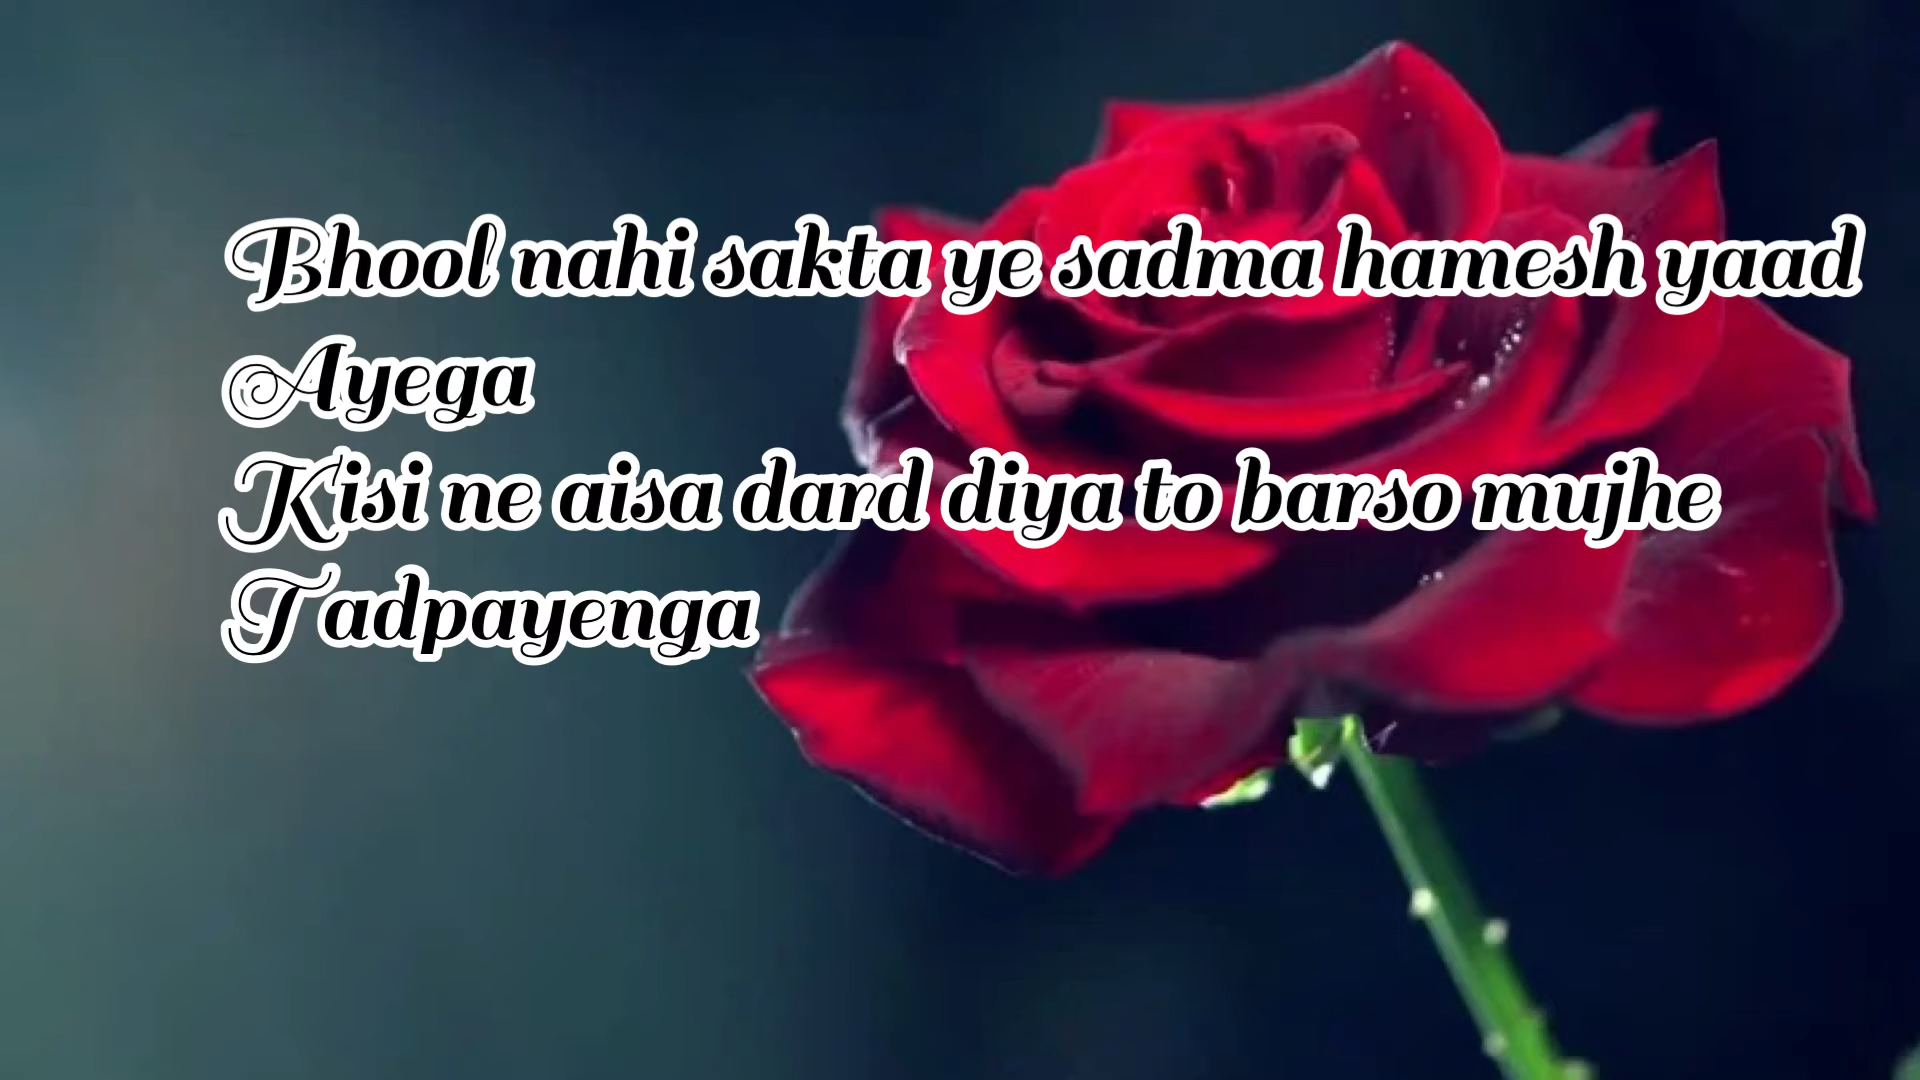 Bhool nahi sakta ye sadma hamesh yaad
Ayega
Kisi ne aisa dard diya to barso mujhe
Tadpayenga